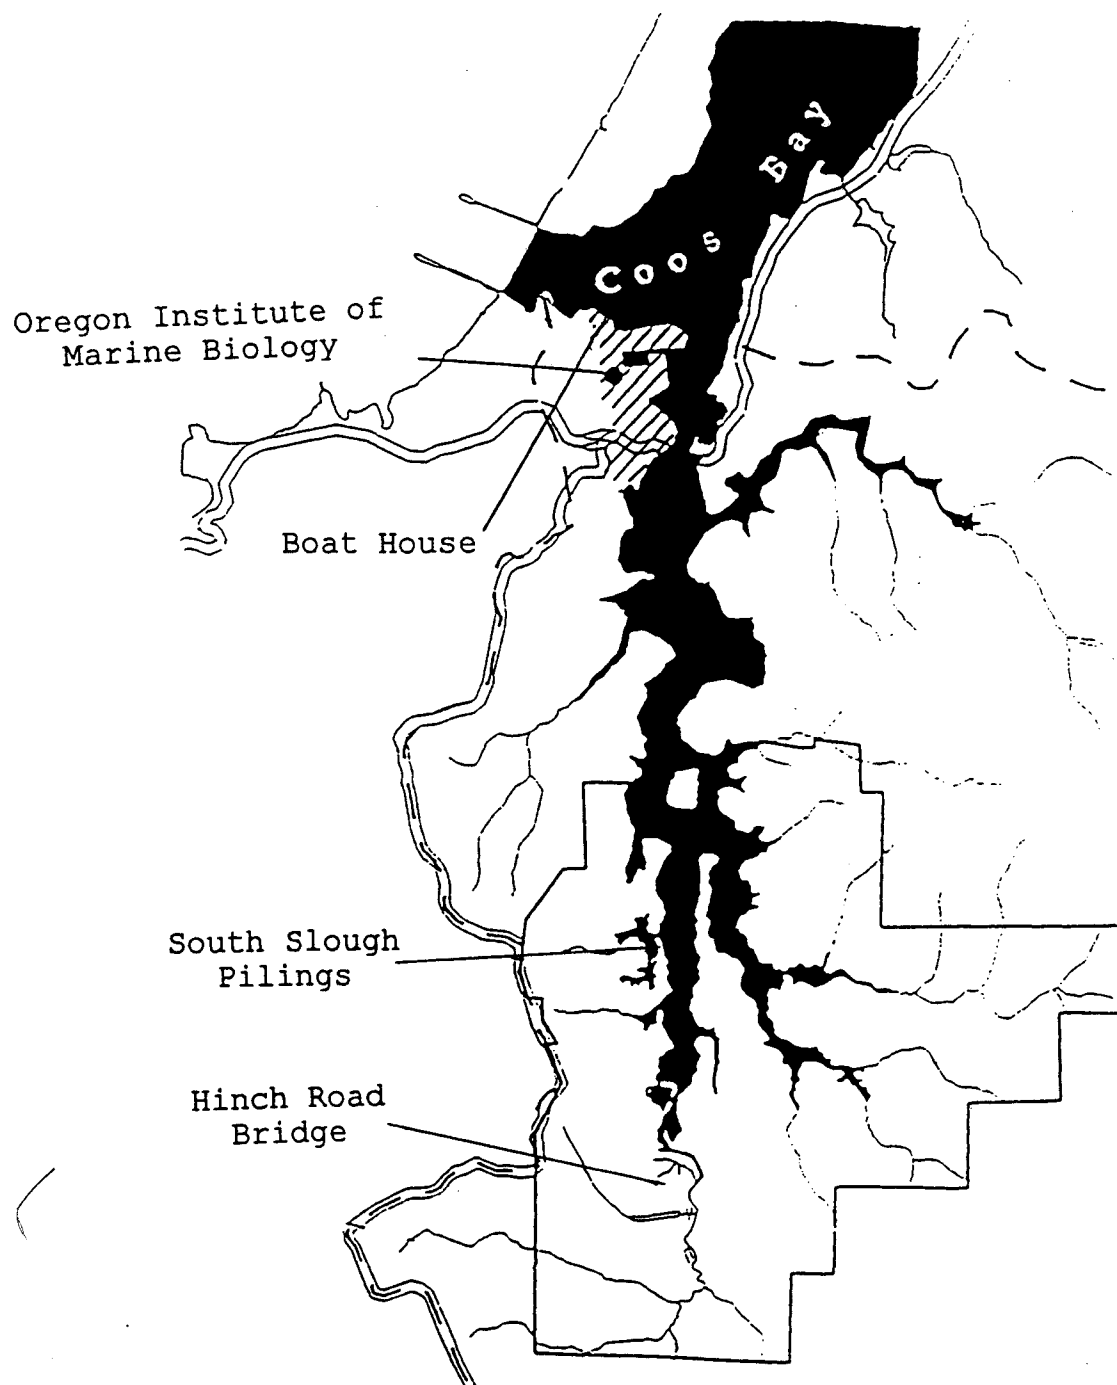 Coos Bay
Oregon Institute of
Marine Biology
Boat House
South Slough
Pilings
Hinch Road
Bridge